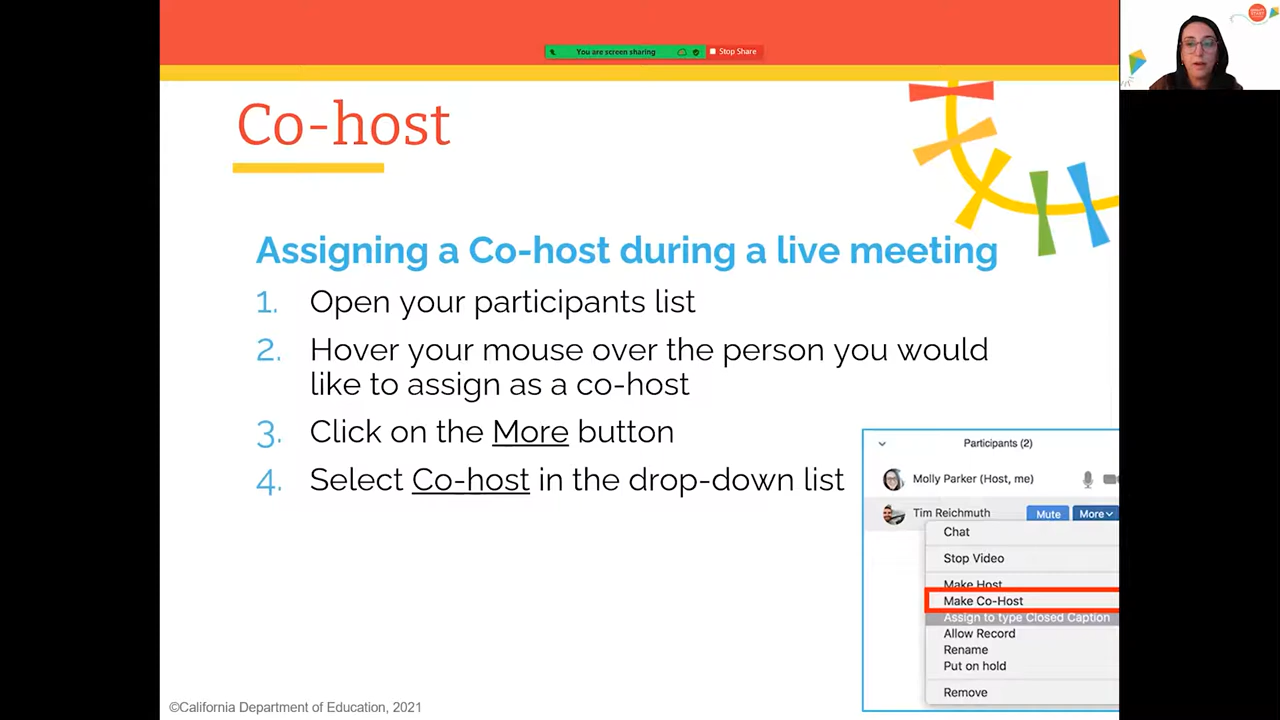 You are screen sharing
Stop Share
Co-host
Assigning a Co-host during a live meeting
1. Open your participants list
2. Hover your mouse over the person you would
like to assign as a co-host
3. Click on the More button
4. Select Co-host in the drop-down list
Participants (2)
Molly Parker (Host, me)
Tim Reichmuth Mute More
Chat
Stop Video
Make Host
Make Co-Host
Assign to type Closed Caption
Allow Record
Rename
Put on hold
Remove
©California Department of Education, 2021